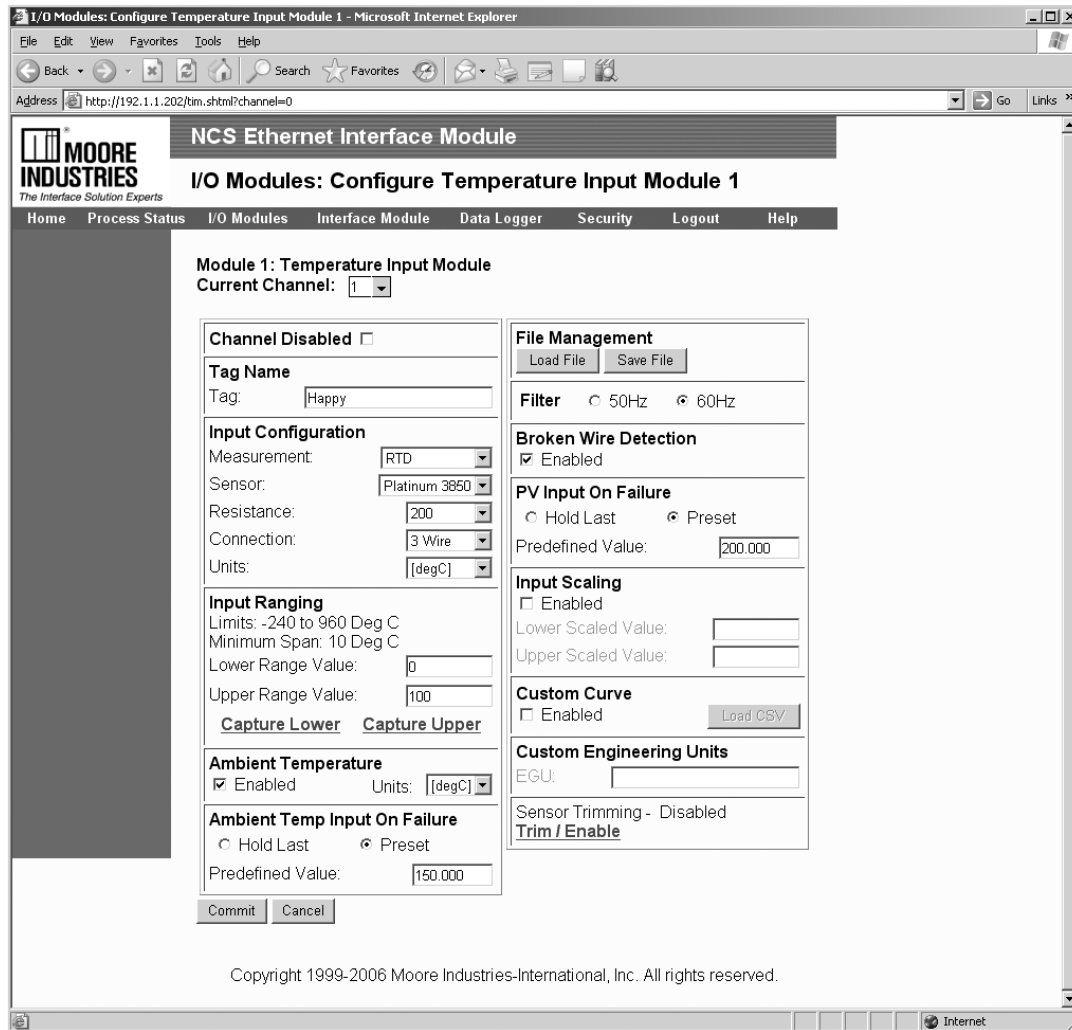 I/O Modules: Configure Temperature Input Module 1 - Microsoft Internet Explorer
File Edit View Favorites Tools Help
Back Search Favorites
Address http://192.1.1.202/tim.shtml?channel=0 Go Links »
MOORE INDUSTRIES
The Interface Solution Experts
NCS Ethernet Interface Module
I/O Modules: Configure Temperature Input Module 1
Home Process Status I/O Modules Interface Module Data Logger Security Logout Help
Module 1: Temperature Input Module
Current Channel: 1
Channel Disabled
Tag Name
Tag: Happy
Input Configuration
Measurement: RTD
Sensor: Platinum 3850
Resistance: 200
Connection: 3 Wire
Units: [degC]
Input Ranging
Limits: -240 to 960 Deg C
Minimum Span: 10 Deg C
Lower Range Value: 0
Upper Range Value: 100
Capture Lower Capture Upper
Ambient Temperature
Enabled Units: [degC]
Ambient Temp Input On Failure
Hold Last Preset
Predefined Value: 150.000
File Management
Load File Save File
Filter 50Hz 60Hz
Broken Wire Detection
Enabled
PV Input On Failure
Hold Last Preset
Predefined Value: 200.000
Input Scaling
Enabled
Lower Scaled Value:
Upper Scaled Value:
Custom Curve
Enabled Load CSV
Custom Engineering Units
EGU:
Sensor Trimming - Disabled
Trim / Enable
Commit Cancel
Copyright 1999-2006 Moore Industries-International, Inc. All rights reserved.
Internet